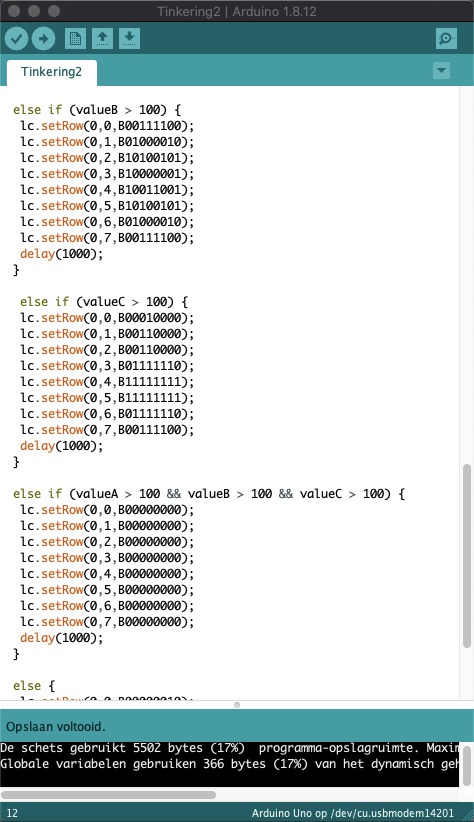 Tinkering2 | Arduino 1.8.12
Tinkering2
else if (valueB > 100) {
lc.setRow(0,0,B00111100);
lc.setRow(0,1,B01000010);
lc.setRow(0,2,B10100101);
lc.setRow(0,3,B10000001);
lc.setRow(0,4,B10011001);
lc.setRow(0,5,B10100101);
lc.setRow(0,6,B01000010);
lc.setRow(0,7,B00111100);
delay(1000);
}
else if (valueC > 100) {
lc.setRow(0,0,B00010000);
lc.setRow(0,1,B00110000);
lc.setRow(0,2,B00110000);
lc.setRow(0,3,B01111110);
lc.setRow(0,4,B11111111);
lc.setRow(0,5,B11111111);
lc.setRow(0,6,B01111110);
lc.setRow(0,7,B00111100);
delay(1000);
}
else if (valueA > 100 && valueB > 100 && valueC > 100) {
lc.setRow(0,0,B00000000);
lc.setRow(0,1,B00000000);
lc.setRow(0,2,B00000000);
lc.setRow(0,3,B00000000);
lc.setRow(0,4,B00000000);
lc.setRow(0,5,B00000000);
lc.setRow(0,6,B00000000);
lc.setRow(0,7,B00000000);
delay(1000);
}
else {
Opslaan voltooid.
De schets gebruikt 5502 bytes (17%) programma-opslagruimte. Maxim
Globale variabelen gebruiken 366 bytes (17%) van het dynamisch geh
12 Arduino Uno op /dev/cu.usbmodem14201